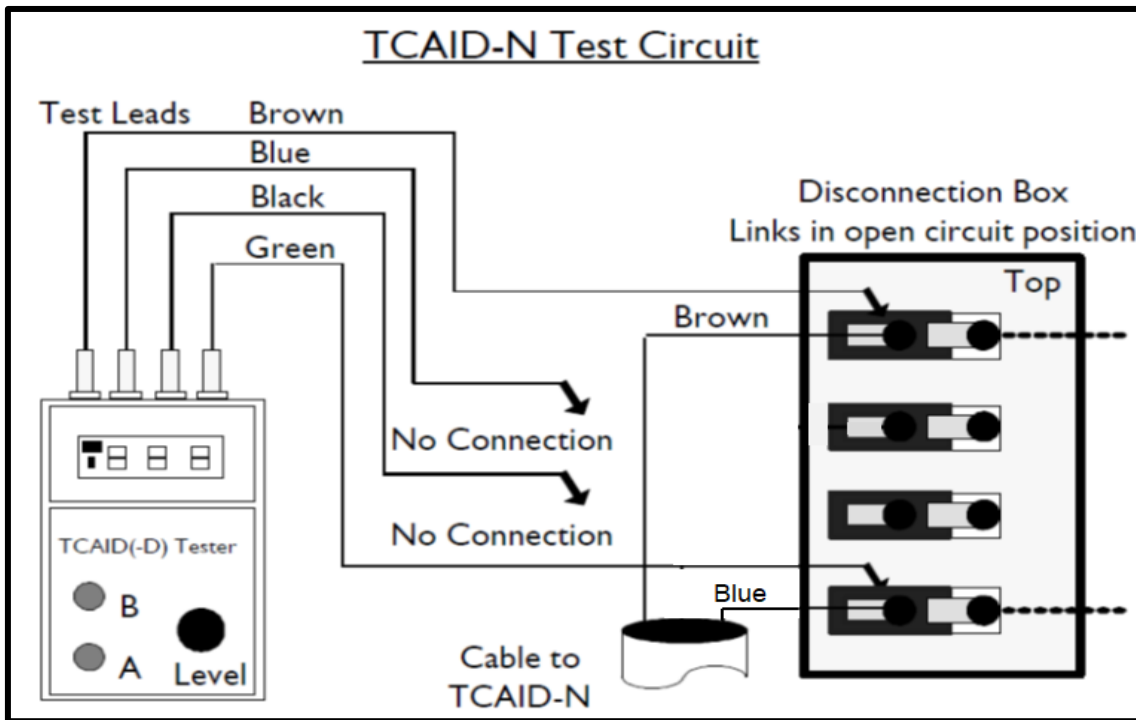 TCAID-N Test Circuit
Test Leads Brown
Blue
Black
Green
Disconnection Box
Links in open circuit position
Top
Brown
No Connection
No Connection
TCAID(-D) Tester
B
A
Level
Blue
Cable to
TCAID-N